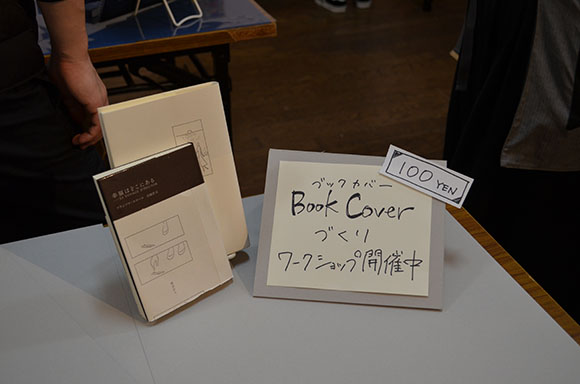 ブックカバー
Book Cover
づくり
ワークショップ開催中
100 YEN